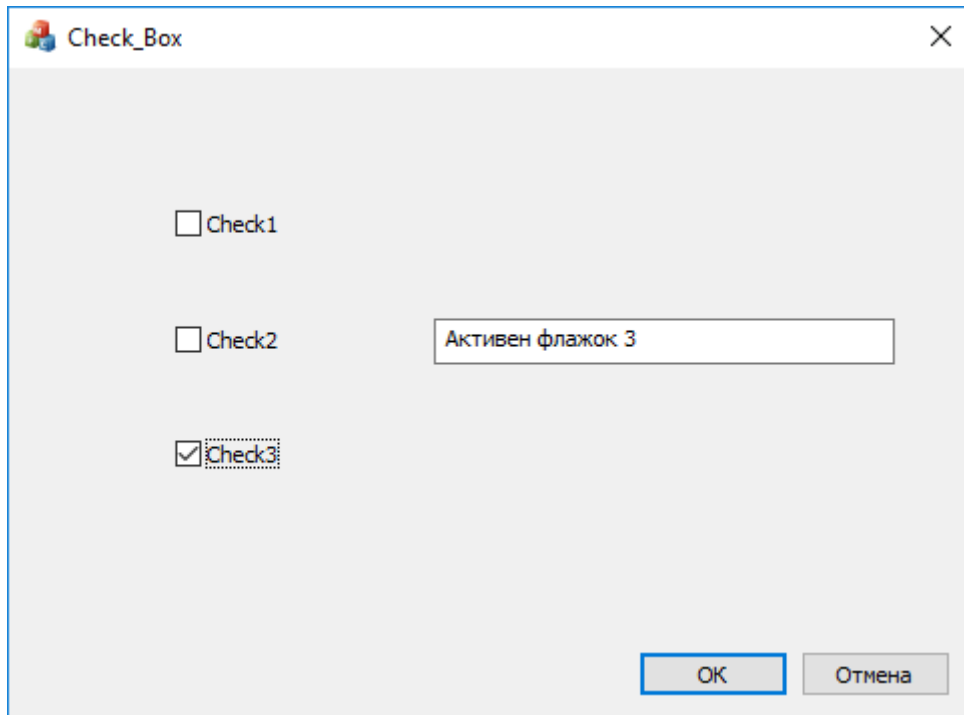 Check_Box
Check1
Check2
Активен флажок 3
Check3
OK
Отмена